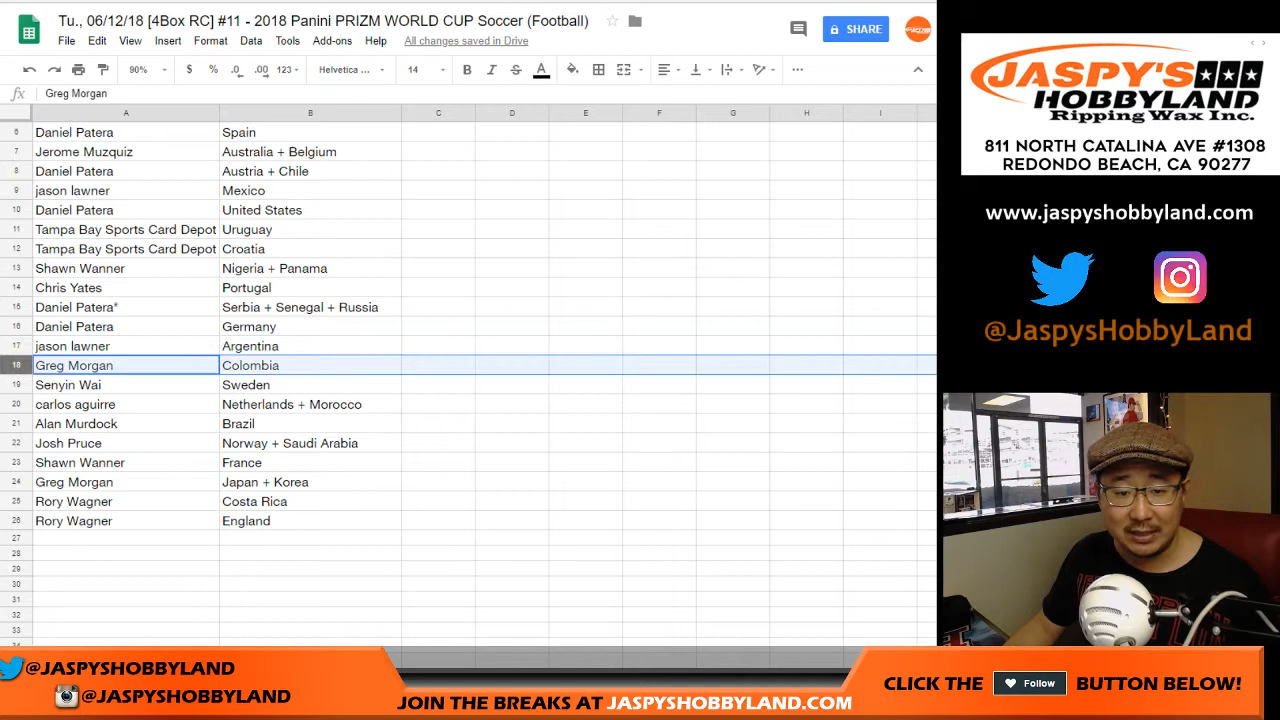 Tu., 06/12/18 [4Box RC] #11 - 2018 Panini PRIZM WORLD CUP Soccer (Football)
File Edit View Insert Format Data Tools Add-ons Help All changes saved in Drive
SHARE
90% $ % .0 .00 123 Helvetica ... 14 B I S A
fx Greg Morgan
A B C D E F G H I
6 Daniel Patera Spain
7 Jerome Muzquiz Australia + Belgium
8 Daniel Patera Austria + Chile
9 jason lawner Mexico
10 Daniel Patera United States
11 Tampa Bay Sports Card Depot Uruguay
12 Tampa Bay Sports Card Depot Croatia
13 Shawn Wanner Nigeria + Panama
14 Chris Yates Portugal
15 Daniel Patera* Serbia + Senegal + Russia
16 Daniel Patera Germany
17 jason lawner Argentina
18 Greg Morgan Colombia
19 Senyin Wai Sweden
20 carlos aguirre Netherlands + Morocco
21 Alan Murdock Brazil
22 Josh Pruce Norway + Saudi Arabia
23 Shawn Wanner France
24 Greg Morgan Japan + Korea
25 Rory Wagner Costa Rica
26 Rory Wagner England
27
28
29
30
31
32
33
JASPY'S
HOBBYLAND
Ripping Wax Inc.
811 NORTH CATALINA AVE #1308
REDONDO BEACH, CA 90277
www.jaspyshobbyland.com
@JaspysHobbyLand
@JASPYSHOBBYLAND
@JASPYSHOBBYLAND
JOIN THE BREAKS AT JASPYSHOBBYLAND.COM
CLICK THE Follow BUTTON BELOW!